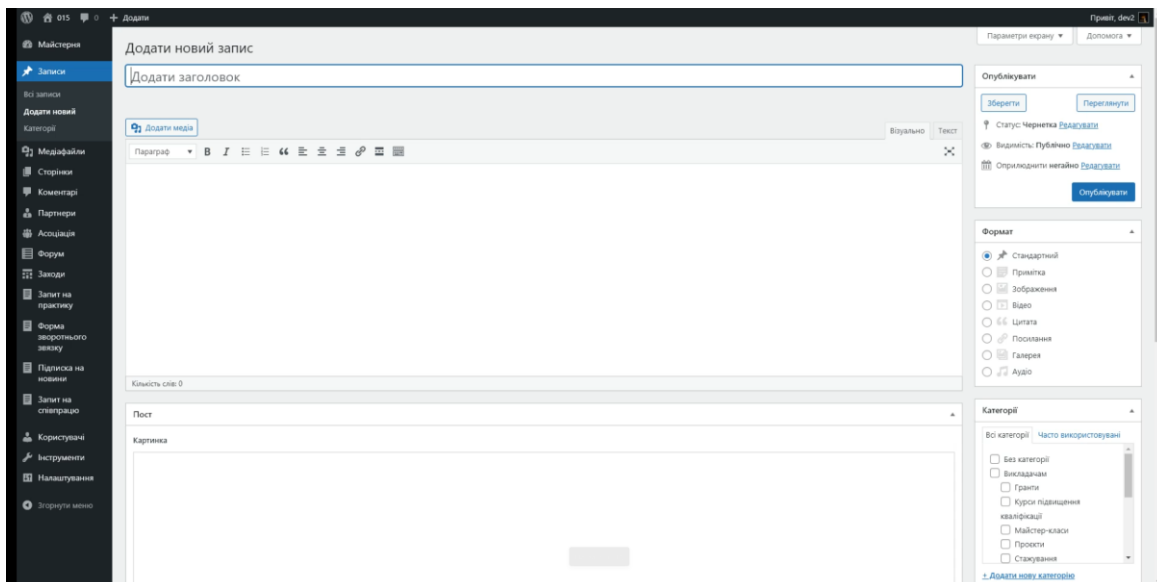 015 0 + Додати
Привіт, dev2
Майстерня
Записи
Всі записи
Додати новий
Категорії
Медіафайли
Сторінки
Коментарі
Партнери
Асоціація
Форум
Заходи
Запит на
практику
Форма
зворотнього
звязку
Підписка на
новини
Запит на
співпрацю
Користувачі
Інструменти
Налаштування
Згорнути меню
Параметри екрану
Допомога
Додати новий запис
Додати заголовок
Додати медіа
Візуально Текст
Параграф
B I
Кількість слів: 0
Пост
Картинка
Опублікувати
Зберегти
Переглянути
Статус: Чернетка Редагувати
Видимість: Публічно Редагувати
Оприлюднити негайно Редагувати
Опублікувати
Формат
Стандартний
Примітка
Зображення
Відео
Цитата
Посилання
Галерея
Аудіо
Категорії
Всі категорії Часто використовувані
Без категорії
Викладачам
Гранти
Курси підвищення
кваліфікації
Майстер-класи
Проєкти
Стажування
+ Додати нову категорію